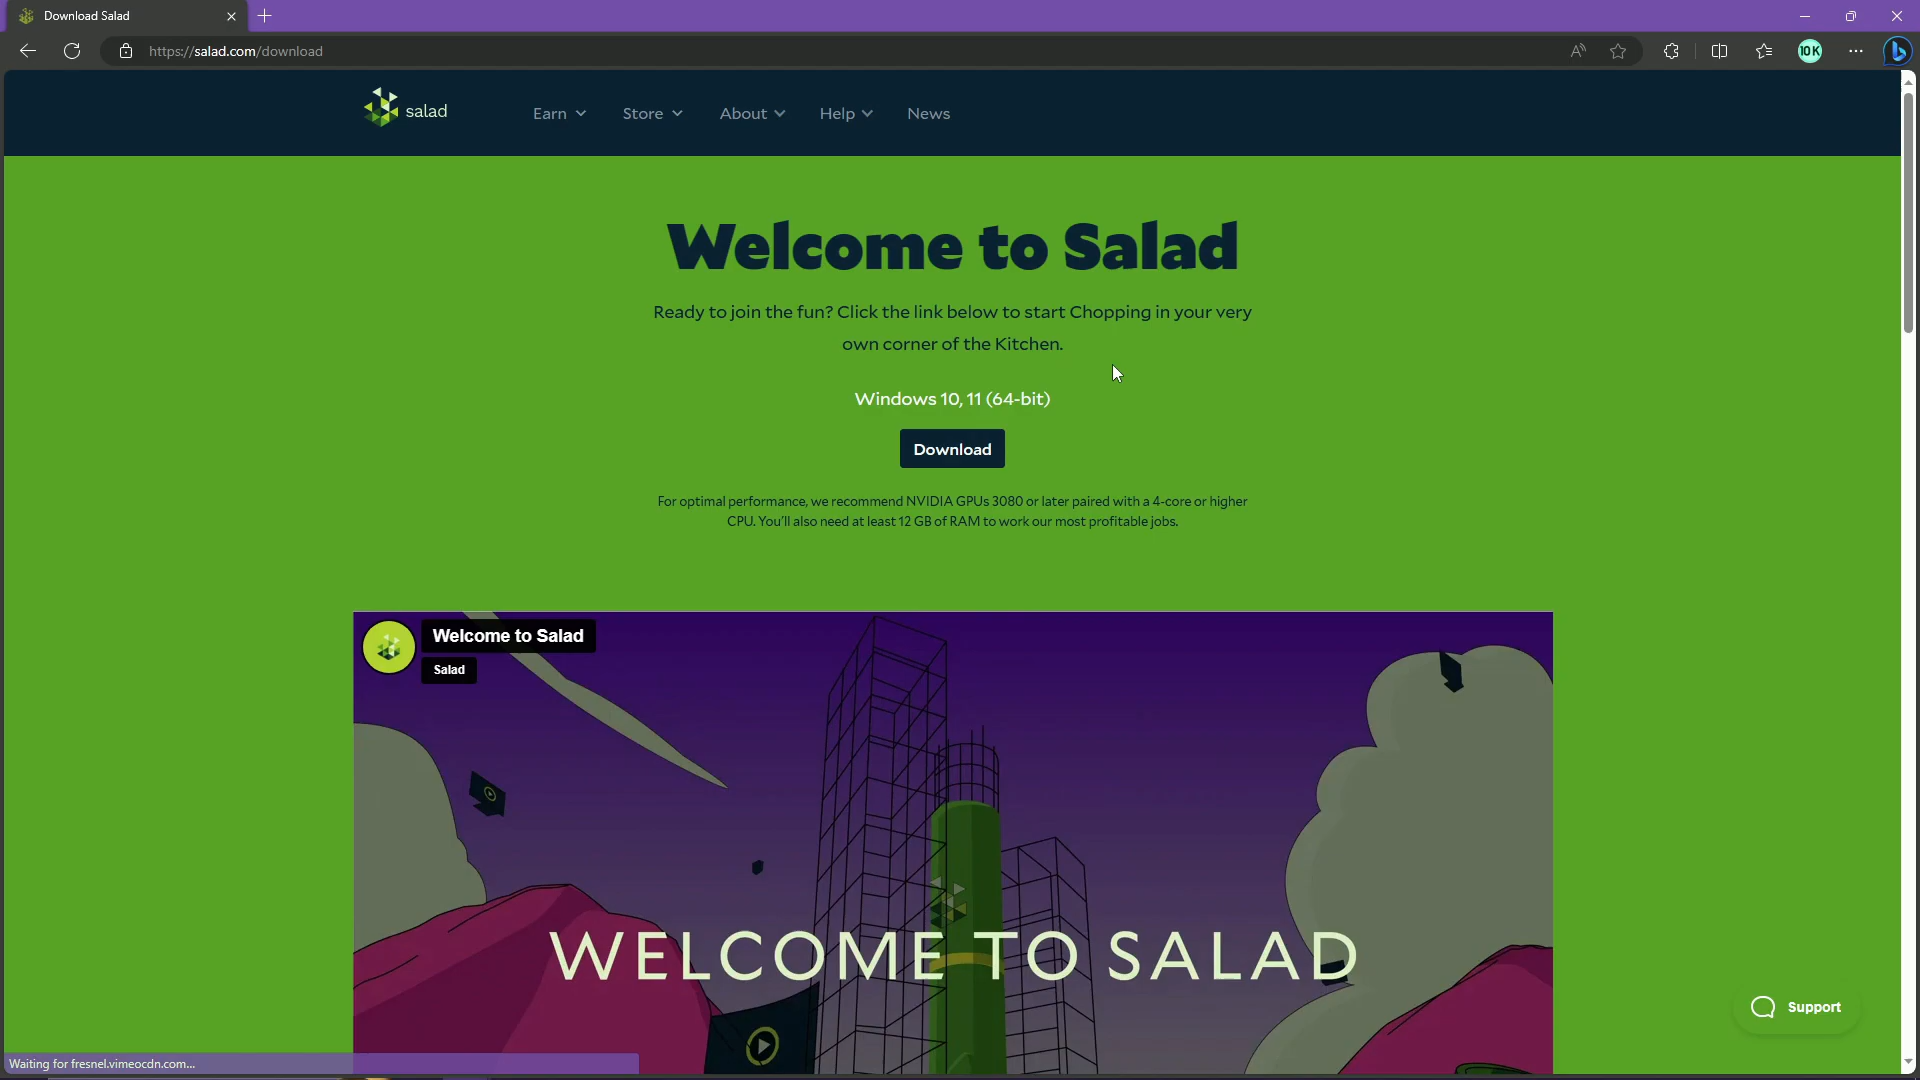 Download Salad
https://salad.com/download
10K
salad
Earn
Store
About
Help
News
Welcome to Salad
Ready to join the fun? Click the link below to start Chopping in your very
own corner of the Kitchen.
Windows 10, 11 (64-bit)
Download
For optimal performance, we recommend NVIDIA GPUs 3080 or later paired with a 4-core or higher
CPU. You'll also need at least 12 GB of RAM to work our most profitable jobs.
Welcome to Salad
Salad
WELCOME TO SALAD
Support
Waiting for fresnel.vimeocdn.com...